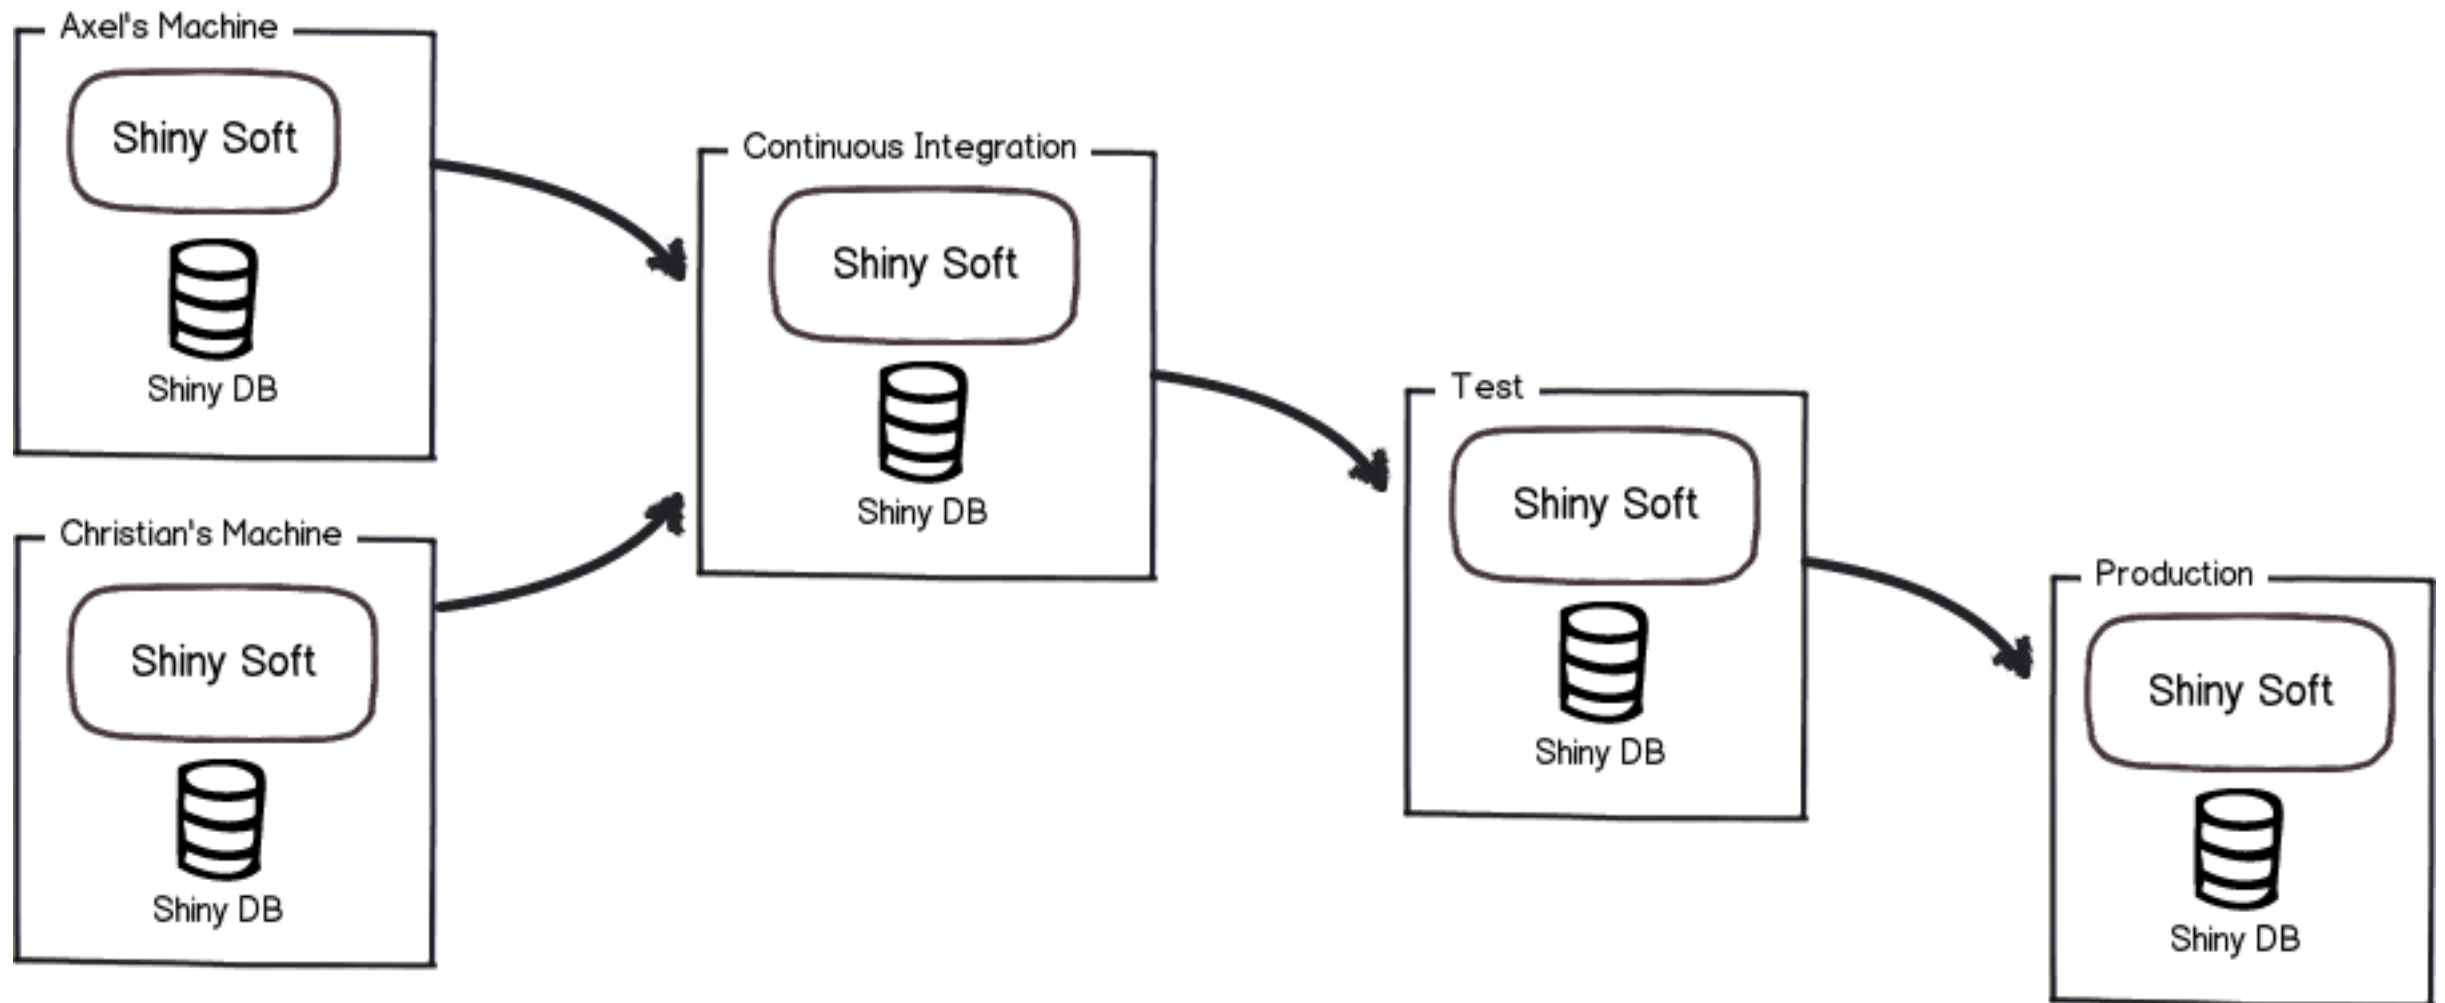 Axel's Machine
Shiny Soft
Shiny DB
Christian's Machine
Shiny Soft
Shiny DB
Continuous Integration
Shiny Soft
Shiny DB
Test
Shiny Soft
Shiny DB
Production
Shiny Soft
Shiny DB